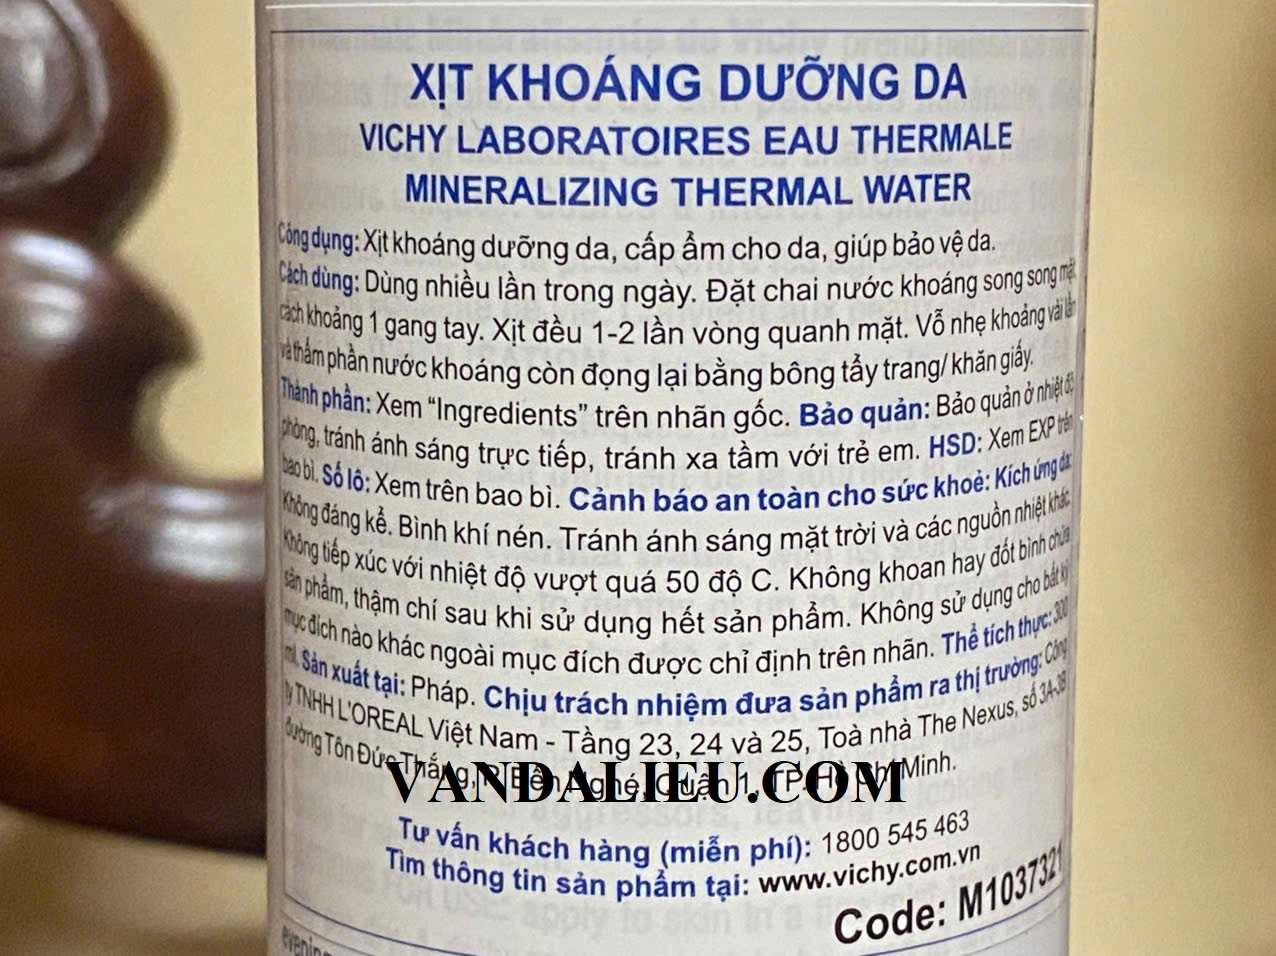 XỊT KHOÁNG DƯỠNG DA
VICHY LABORATOIRES EAU THERMALE
MINERALIZING THERMAL WATER
Công dụng: Xịt khoáng dưỡng da, cấp ẩm cho da, giúp bảo vệ da.
Cách dùng: Dùng nhiều lần trong ngày. Đặt chai nước khoáng song song mặt,
cách khoảng 1 gang tay. Xịt đều 1-2 lần vòng quanh mặt. Vỗ nhẹ khoảng vài lần
và thấm phần nước khoáng còn đọng lại bằng bông tẩy trang/ khăn giấy.
Thành phần: Xem “Ingredients” trên nhãn gốc. Bảo quản: Bảo quản ở nhiệt độ
phòng, tránh ánh sáng trực tiếp, tránh xa tầm với trẻ em. HSD: Xem EXP trên
bao bì. Số lô: Xem trên bao bì. Cảnh báo an toàn cho sức khoẻ: Kích ứng da:
Không đáng kể. Bình khí nén. Tránh ánh sáng mặt trời và các nguồn nhiệt khác.
Không tiếp xúc với nhiệt độ vượt quá 50 độ C. Không khoan hay đốt bình chứa
sản phẩm, thậm chí sau khi sử dụng hết sản phẩm. Không sử dụng cho bất kỳ
mục đích nào khác ngoài mục đích được chỉ định trên nhãn. Thể tích thực: 300
ml. Sản xuất tại: Pháp. Chịu trách nhiệm đưa sản phẩm ra thị trường: Công
ty TNHH L'OREAL Việt Nam - Tầng 23, 24 và 25, Toà nhà The Nexus, số 3A-3B
đường Tôn Đức Thắng, P. Bến Nghé, Quận 1, TP. Hồ Chí Minh.
VANDALIEU.COM
Tư vấn khách hàng (miễn phí): 1800 545 463
Tìm thông tin sản phẩm tại: www.vichy.com.vn
Code: M1037321